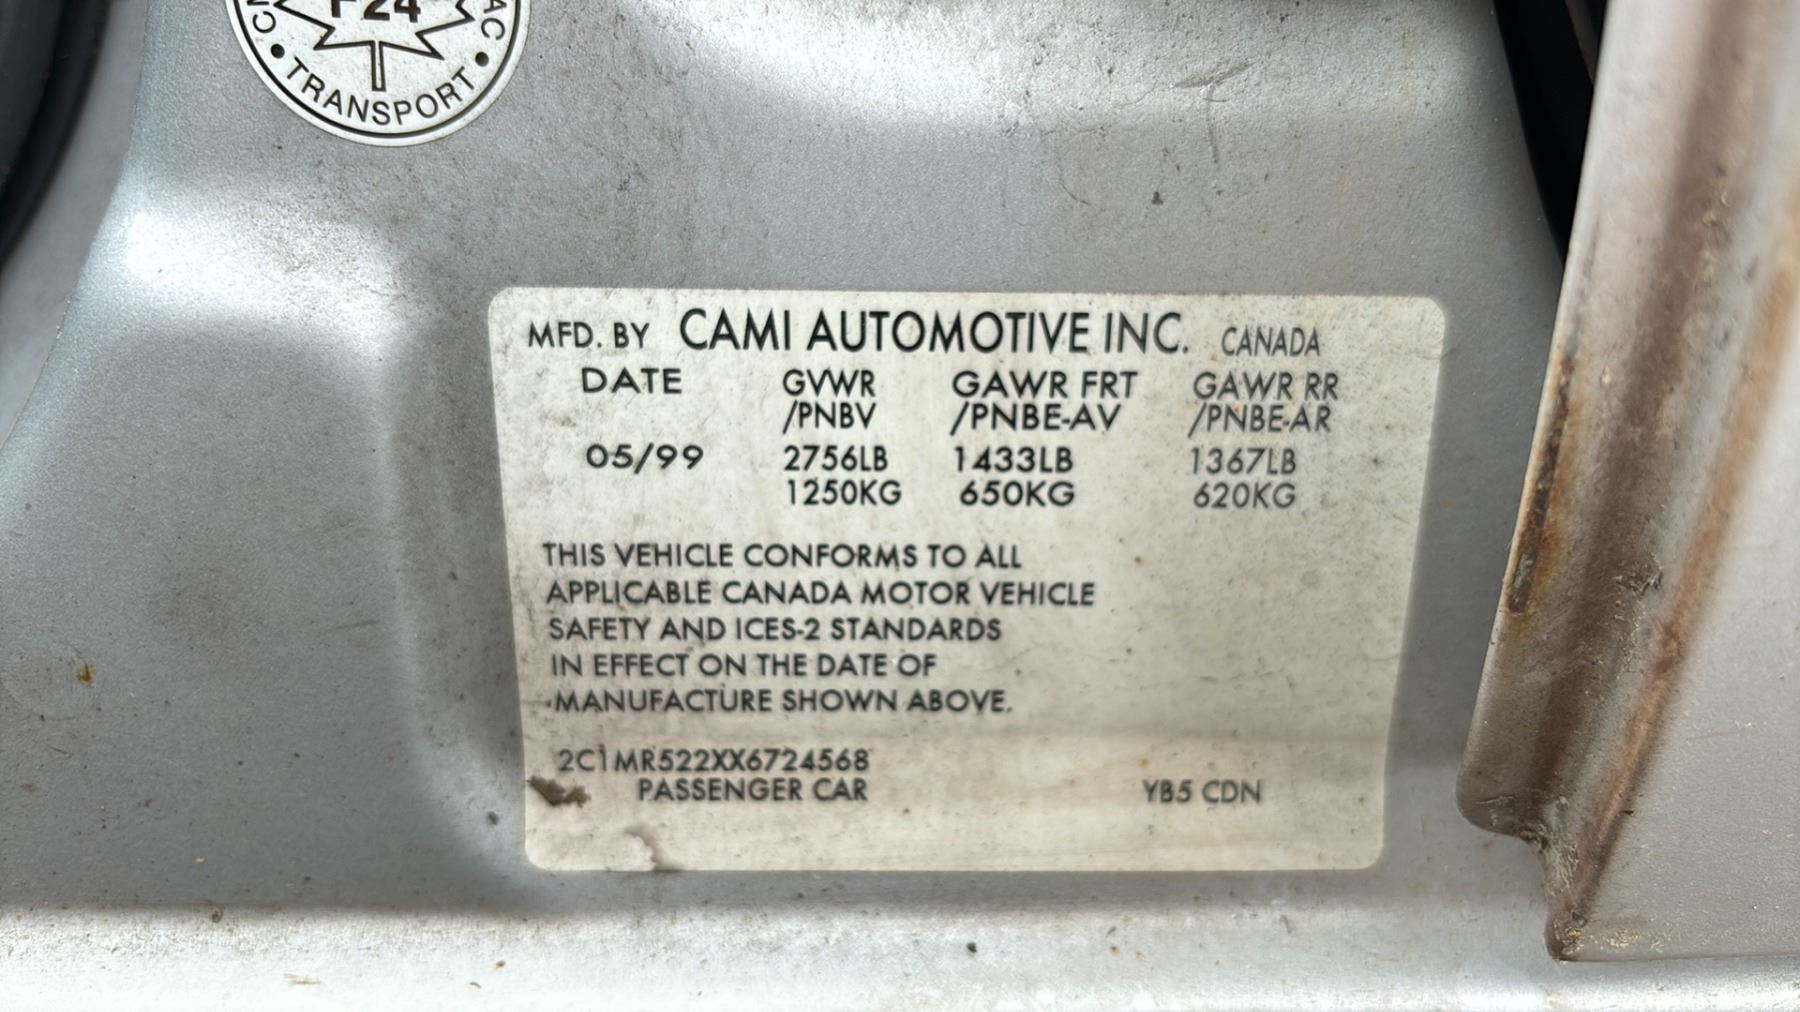 F24
TRANSPORT
MFD. BY CAMI AUTOMOTIVE INC. CANADA
DATE GVWR GAWR FRT GAWR RR
/PNBV /PNBE-AV /PNBE-AR
05/99 2756LB 1433LB 1367LB
1250KG 650KG 620KG
THIS VEHICLE CONFORMS TO ALL
APPLICABLE CANADA MOTOR VEHICLE
SAFETY AND ICES-2 STANDARDS
IN EFFECT ON THE DATE OF
MANUFACTURE SHOWN ABOVE.
2C1MR522XX6724568
PASSENGER CAR YB5 CDN